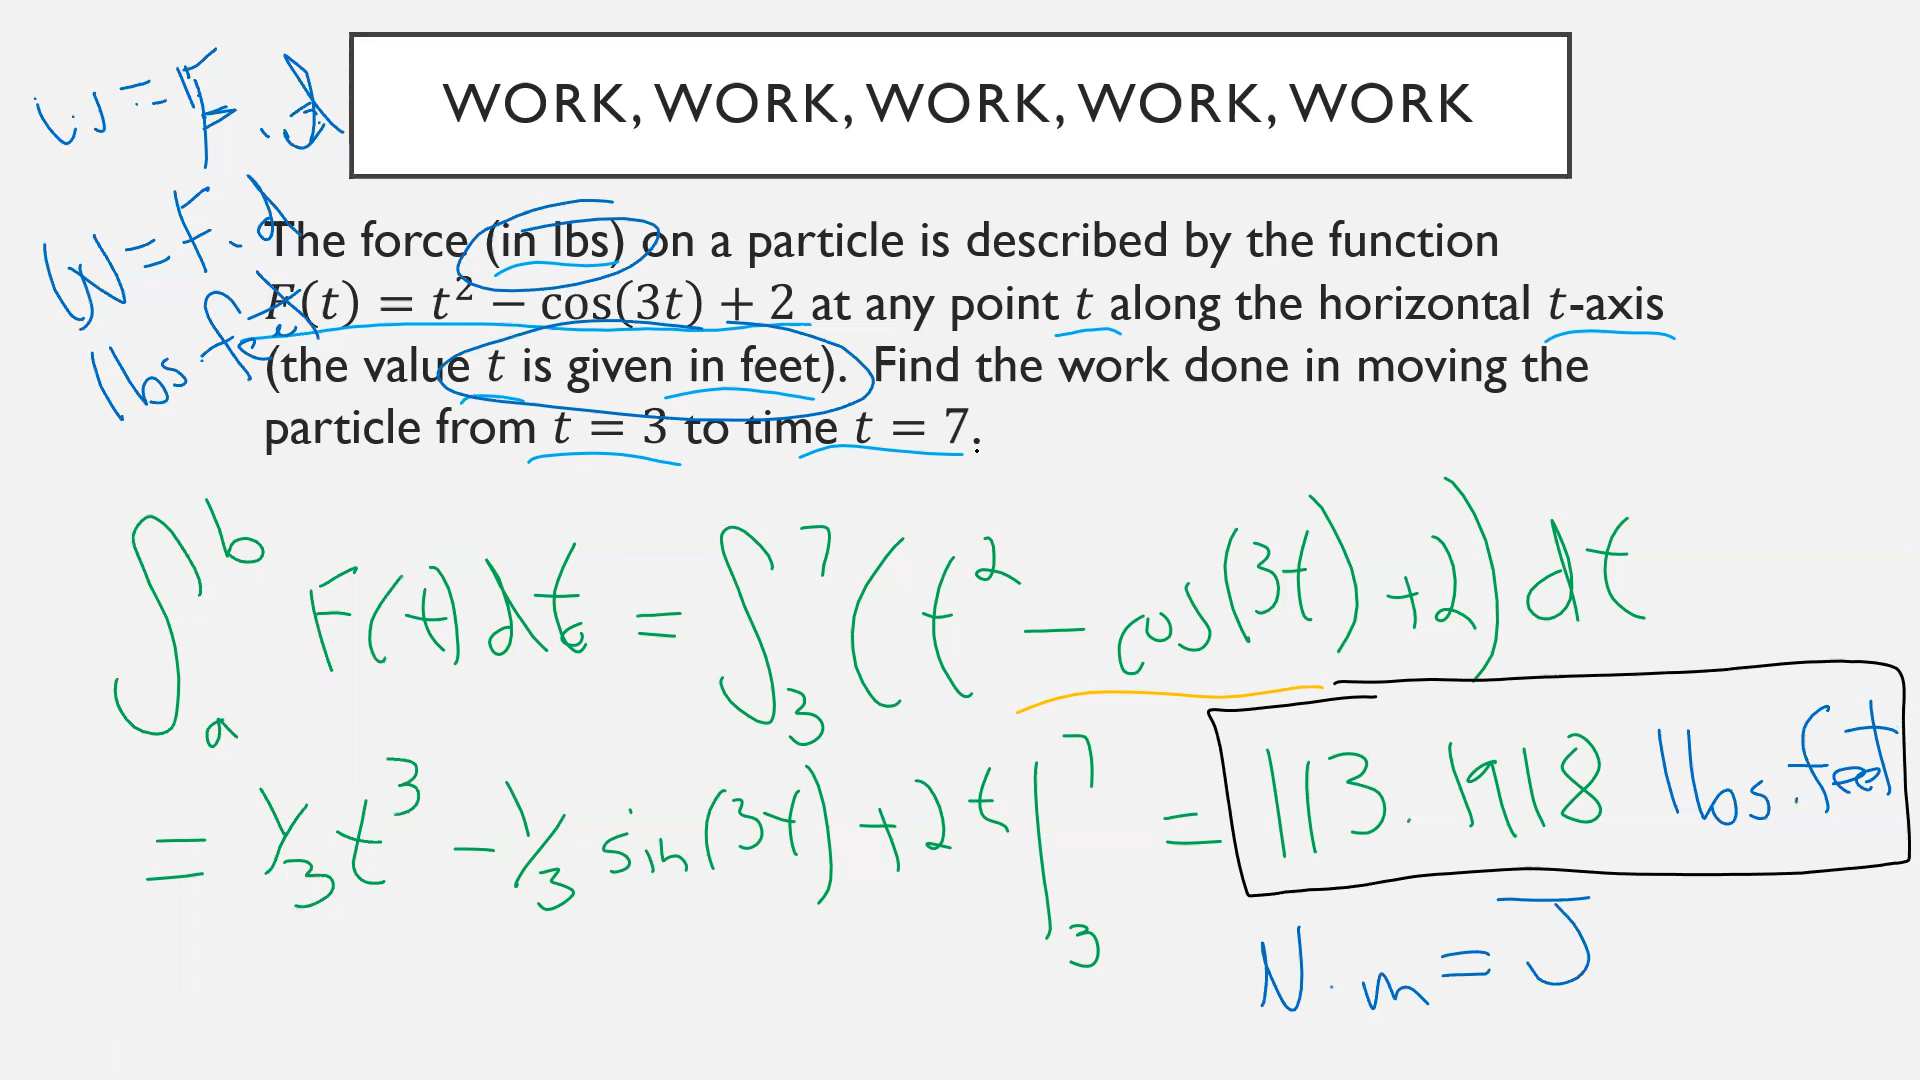 WORK, WORK, WORK, WORK, WORK
W = F . d
W = F . d
lbs . feet
The force (in lbs) on a particle is described by the function
F(t) = t² − cos(3t) + 2 at any point t along the horizontal t-axis
(the value t is given in feet). Find the work done in moving the
particle from t = 3 to time t = 7.
∫ₐᵇ F(t) dt = ∫₃⁷ (t² − cos(3t) + 2) dt
= ⅓ t³ − ⅓ sin(3t) + 2t |₃⁷ = 113.1918 lbs . feet
N . m = J